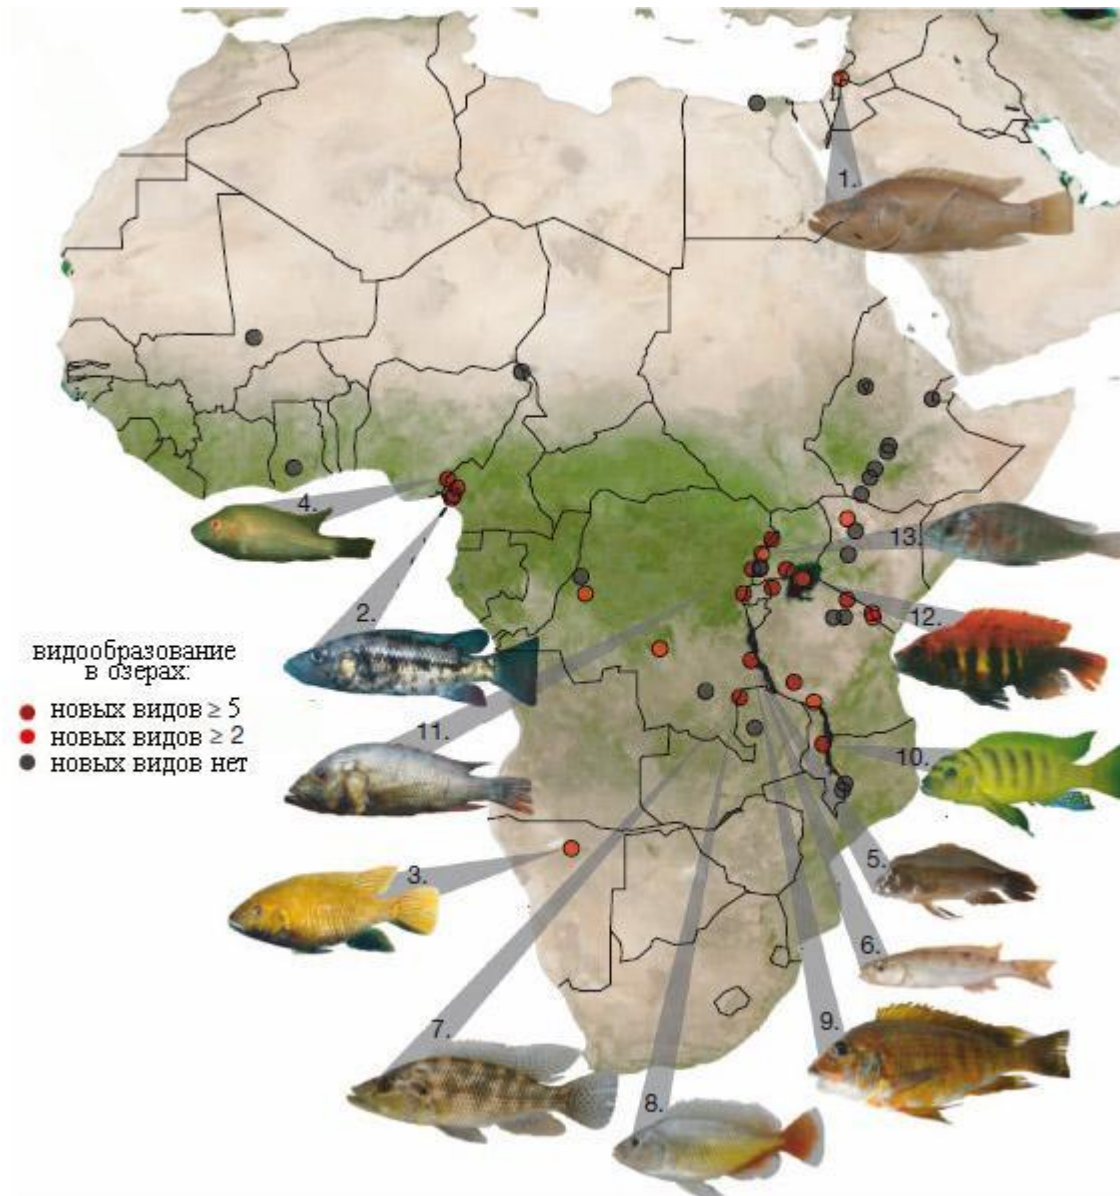 1.
4.
2.
13.
12.
видообразование
в озерах:
новых видов ≥ 5
новых видов ≥ 2
новых видов нет
11.
10.
3.
5.
6.
7.
9.
8.